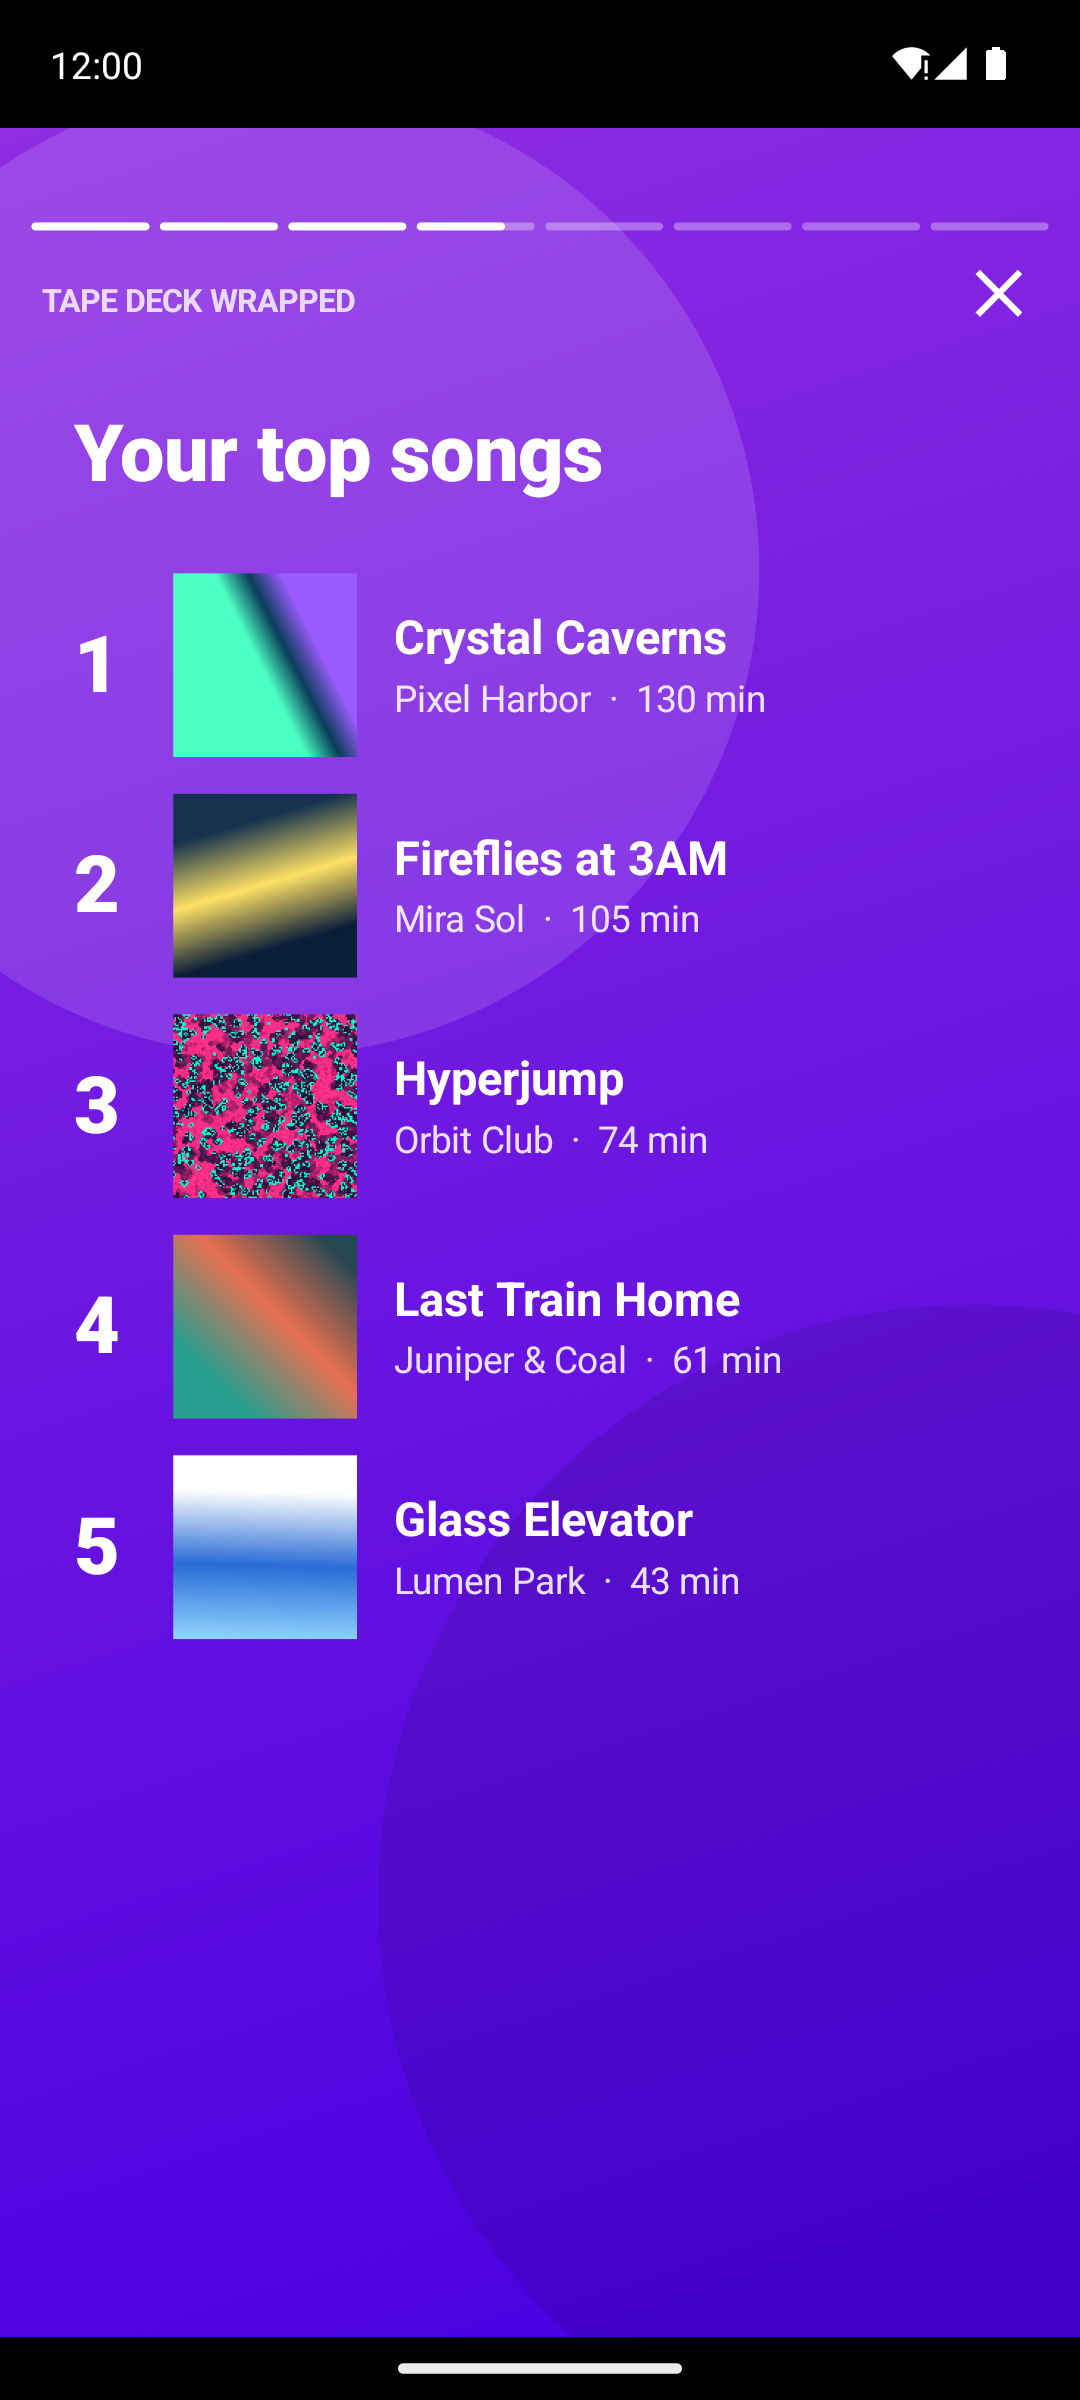 12:00
TAPE DECK WRAPPED
Your top songs
1
Crystal Caverns
Pixel Harbor · 130 min
2
Fireflies at 3AM
Mira Sol · 105 min
3
Hyperjump
Orbit Club · 74 min
4
Last Train Home
Juniper & Coal · 61 min
5
Glass Elevator
Lumen Park · 43 min